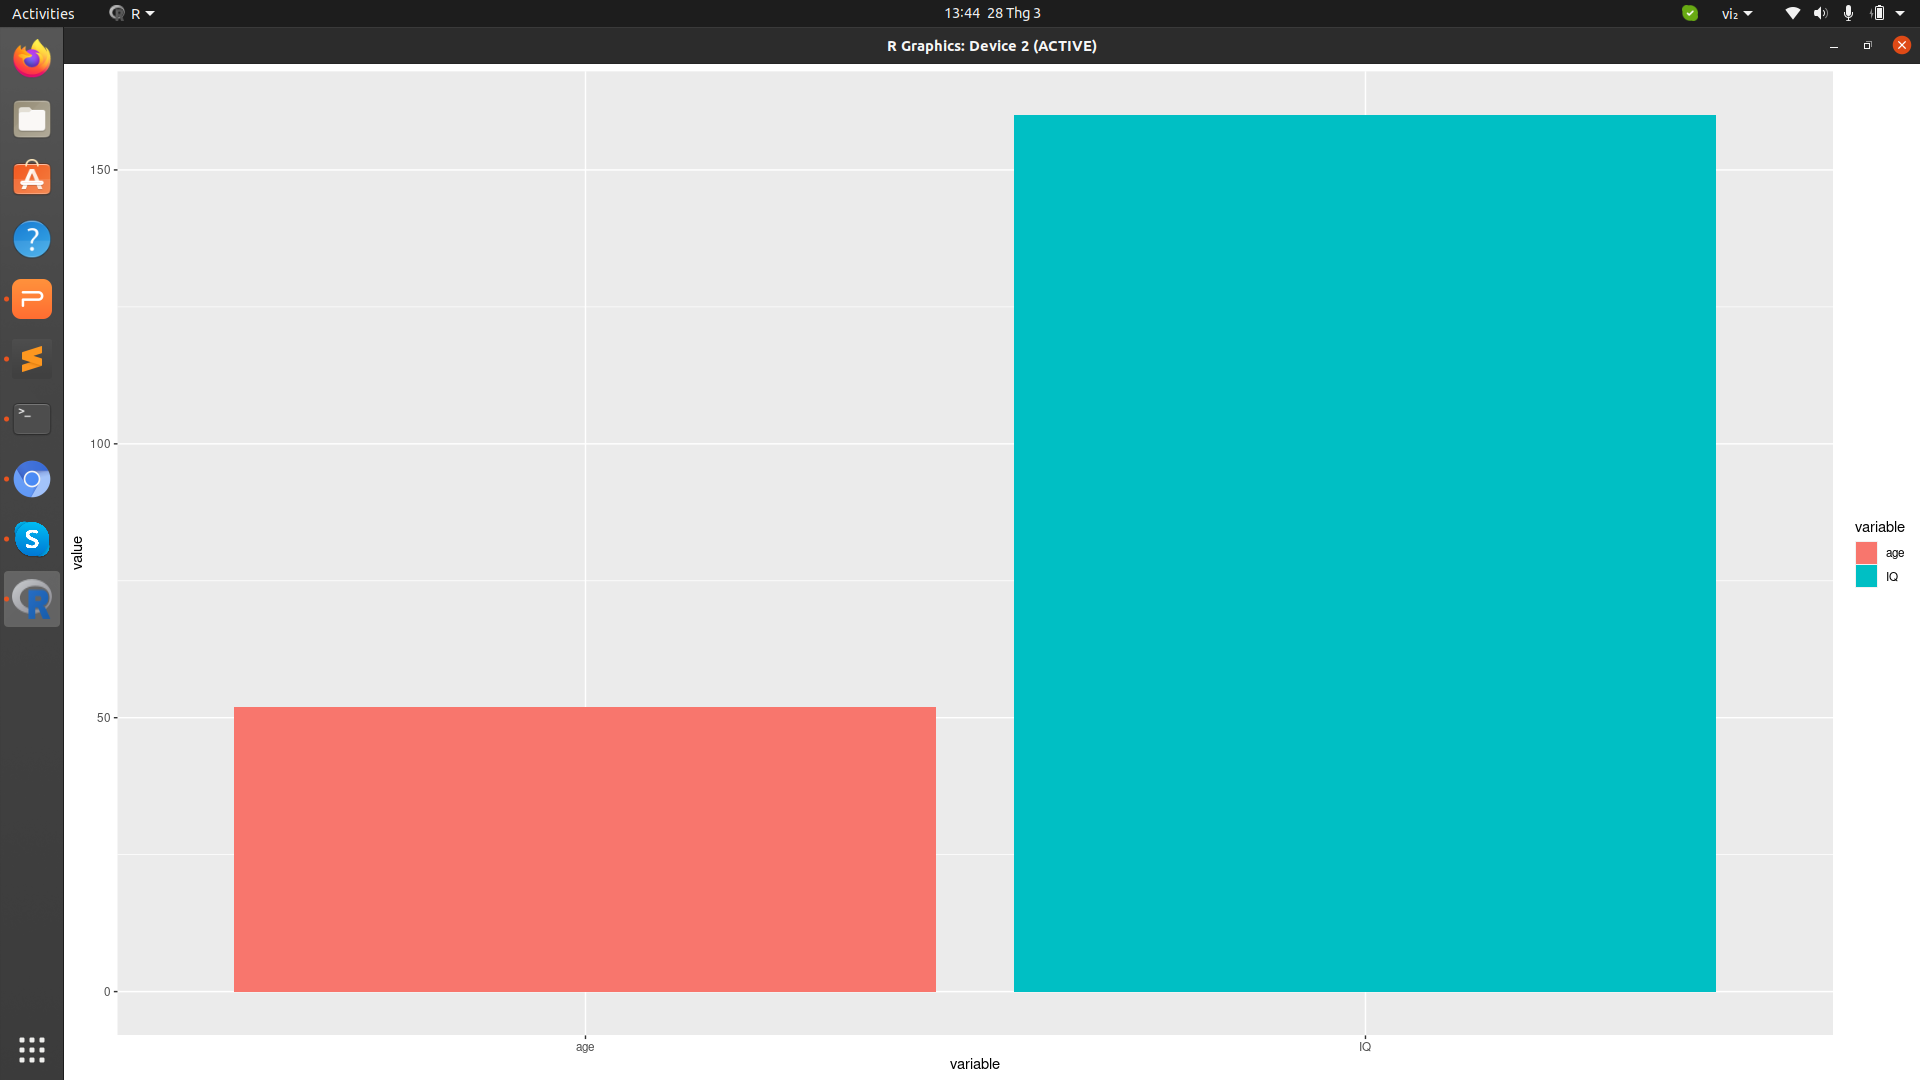 Activities
R
13:44 28 Thg 3
vi₂
R Graphics: Device 2 (ACTIVE)
150
100
50
0
value
age
IQ
variable
variable
age
IQ